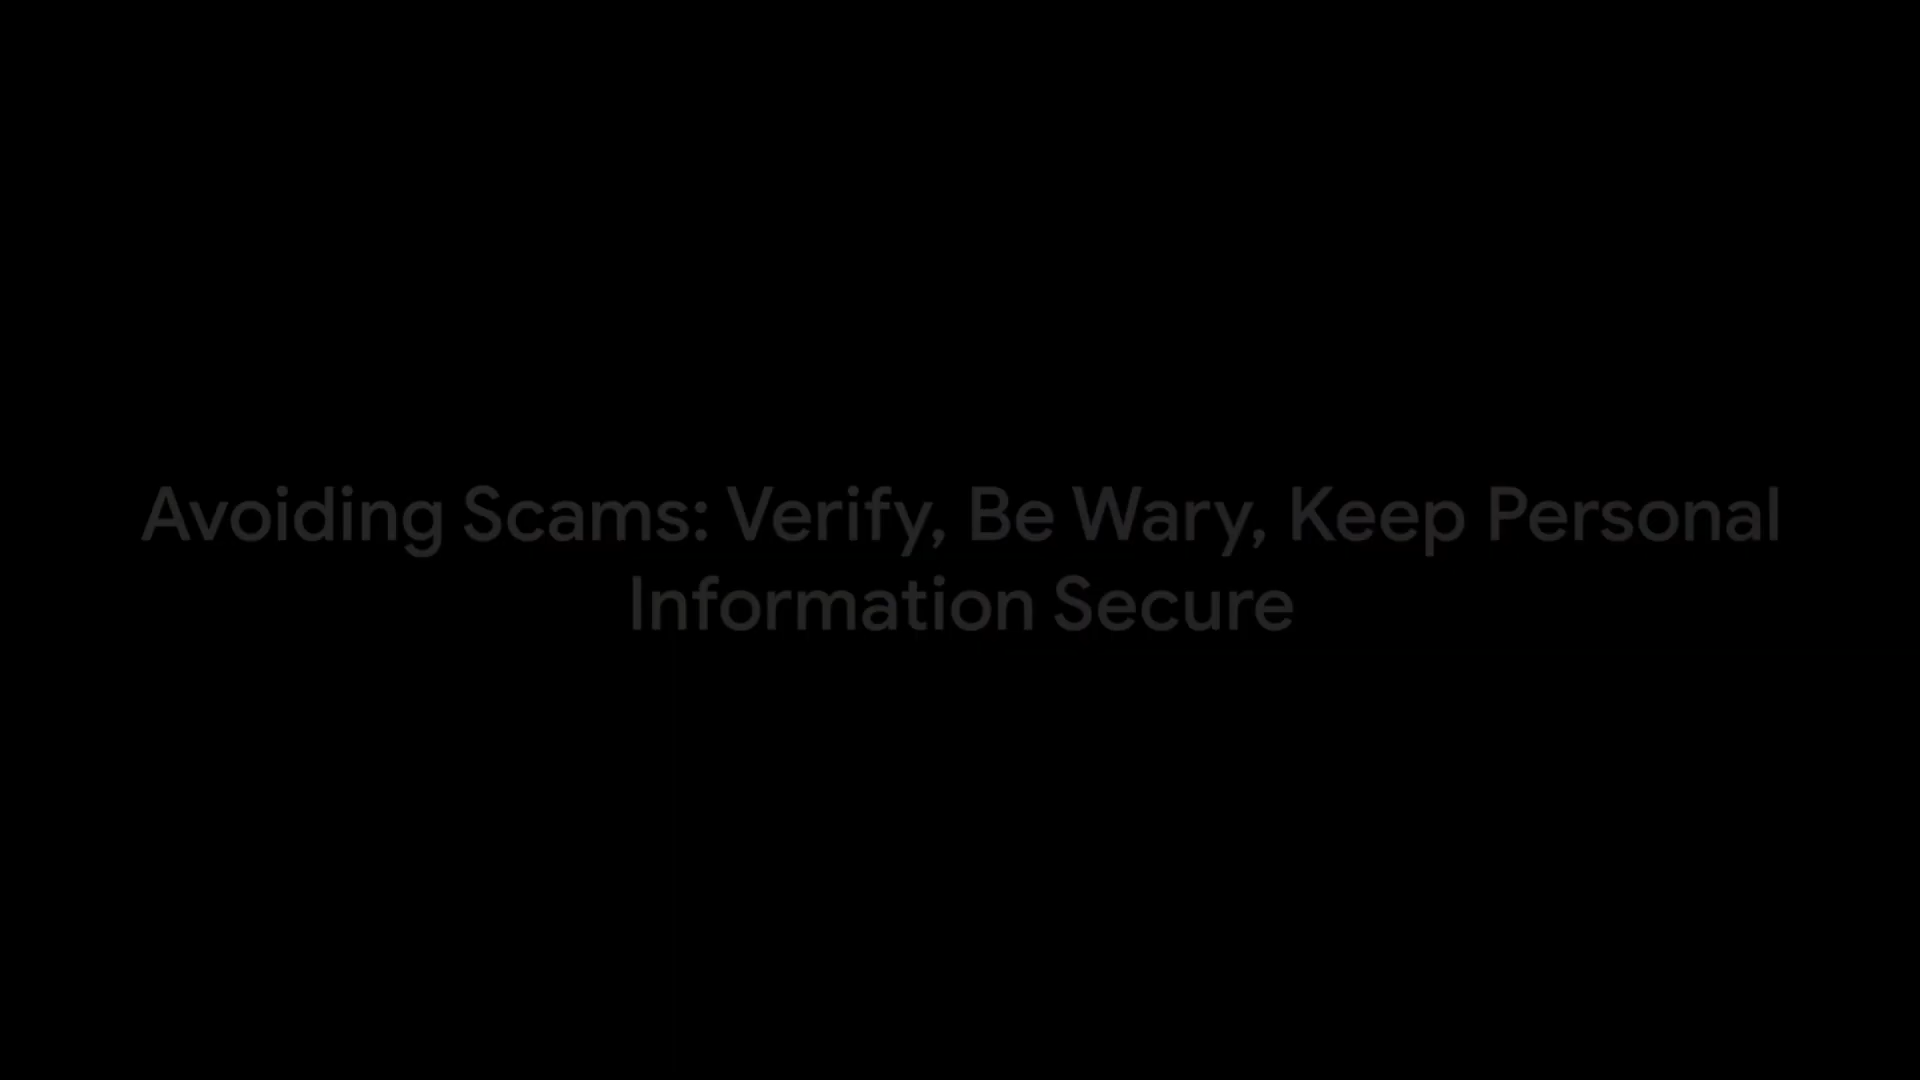 Avoiding Scams: Verify, Be Wary, Keep Personal
Information Secure